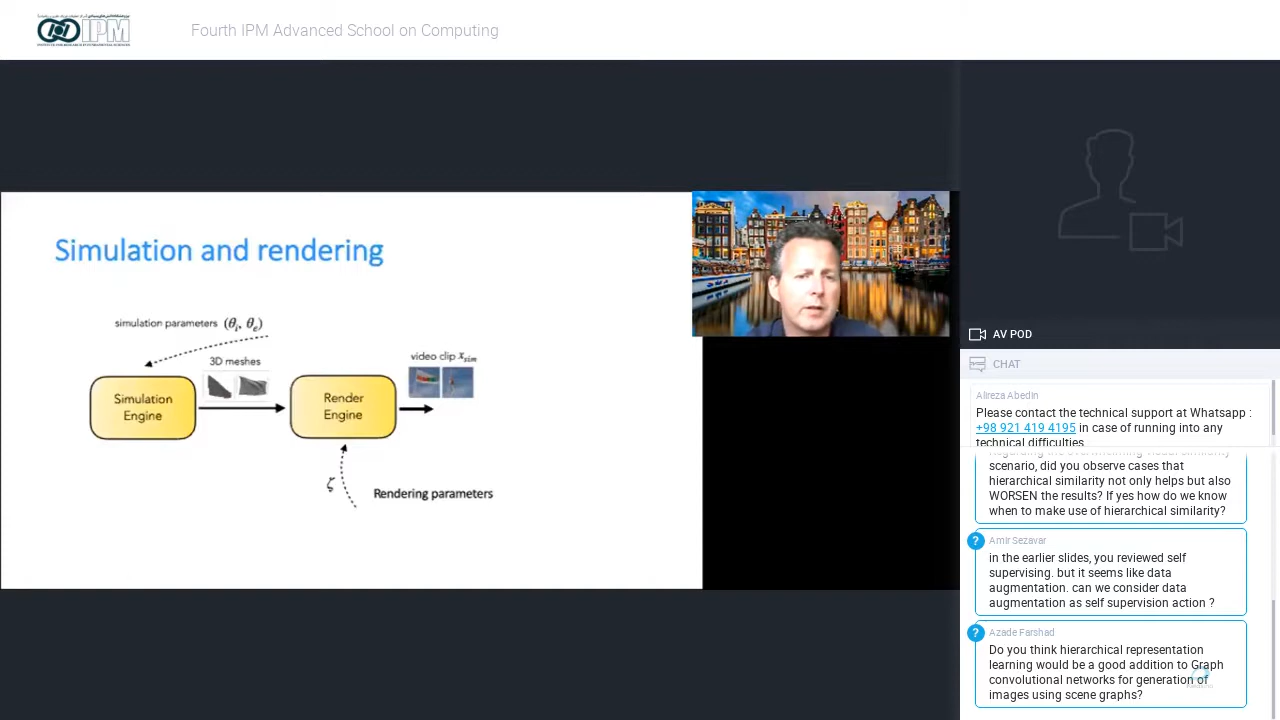 IPM
Fourth IPM Advanced School on Computing
Simulation and rendering
simulation parameters (θi, θe)
3D meshes
video clip xsim
Simulation
Engine
Render
Engine
ζ
Rendering parameters
AV POD
CHAT
Alireza Abedin
Please contact the technical support at Whatsapp :
+98 921 419 4195 in case of running into any
technical difficulties
scenario, did you observe cases that
hierarchical similarity not only helps but also
WORSEN the results? If yes how do we know
when to make use of hierarchical similarity?
? Amir Sezavar
in the earlier slides, you reviewed self
supervising. but it seems like data
augmentation. can we consider data
augmentation as self supervision action ?
? Azade Farshad
Do you think hierarchical representation
learning would be a good addition to Graph
convolutional networks for generation of
images using scene graphs?